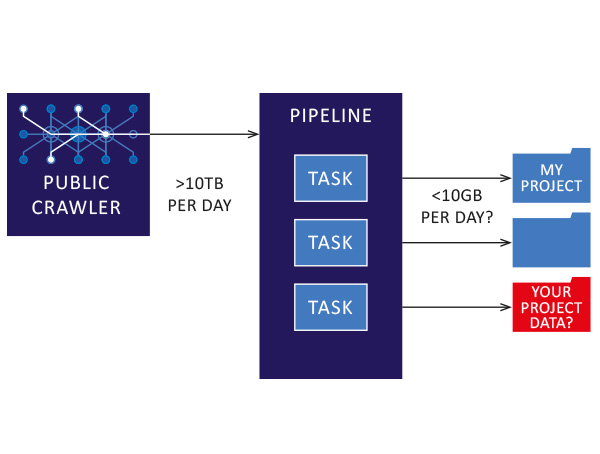 PUBLIC
CRAWLER
>10TB
PER DAY
PIPELINE
TASK
TASK
TASK
<10GB
PER DAY?
MY
PROJECT
YOUR
PROJECT
DATA?